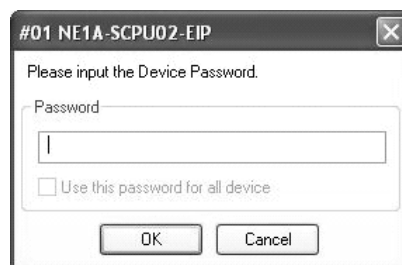 #01 NE1A-SCPU02-EIP
Please input the Device Password.
Password
Use this password for all device
OK
Cancel